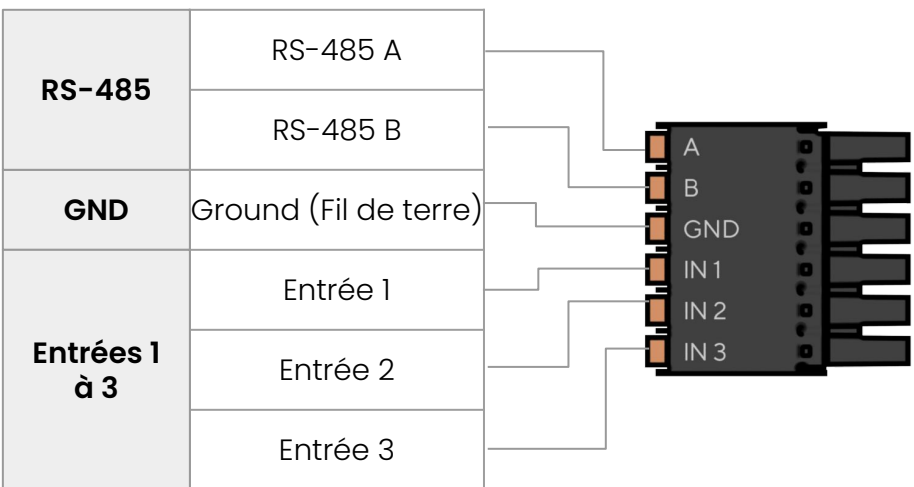 RS-485
RS-485 A
RS-485 B
GND
Ground (Fil de terre)
Entrées 1
à 3
Entrée 1
Entrée 2
Entrée 3
A
B
GND
IN 1
IN 2
IN 3